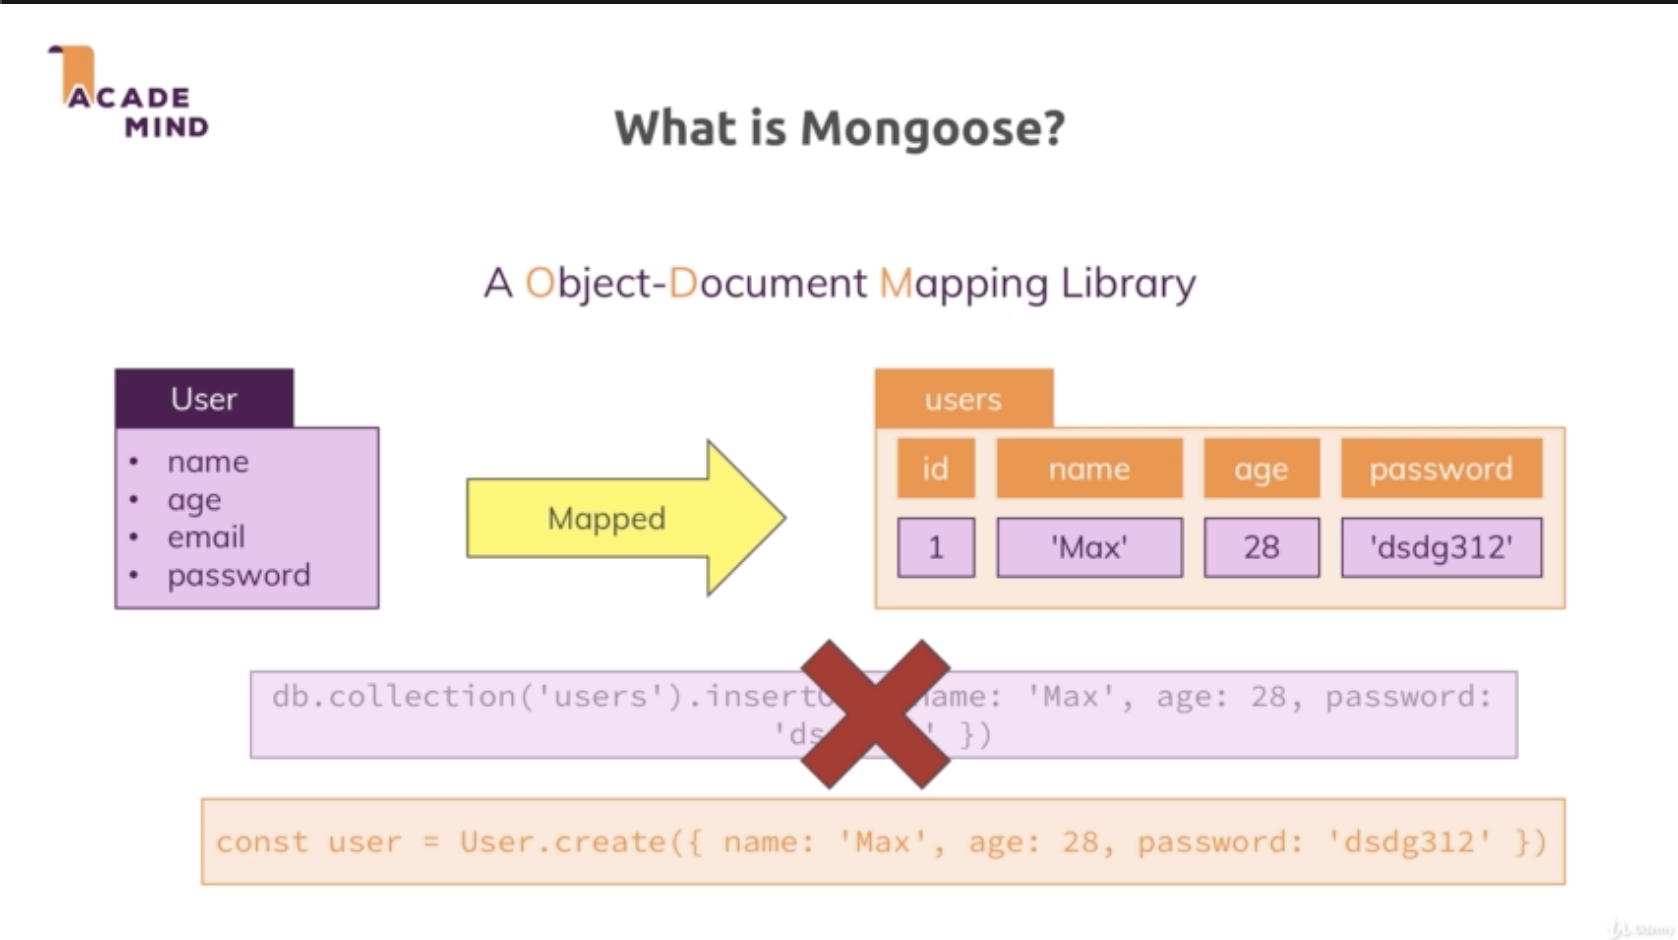 ACADE
MIND
What is Mongoose?
A Object-Document Mapping Library
User
• name
• age
• email
• password
Mapped
users
id name age password
1 'Max' 28 'dsdg312'
db.collection('users').insert ame: 'Max', age: 28, password:
'ds ' })
const user = User.create({ name: 'Max', age: 28, password: 'dsdg312' })
Udemy